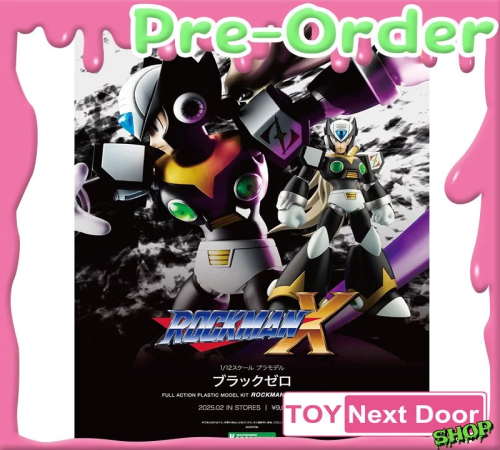 Pre-Order
ROCKMAN X
1/12スケール プラモデル
ブラックゼロ
FULL ACTION PLASTIC MODEL KIT ROCKMAN
2025.02 IN STORES | ¥9,
TOY Next Door
SHOP